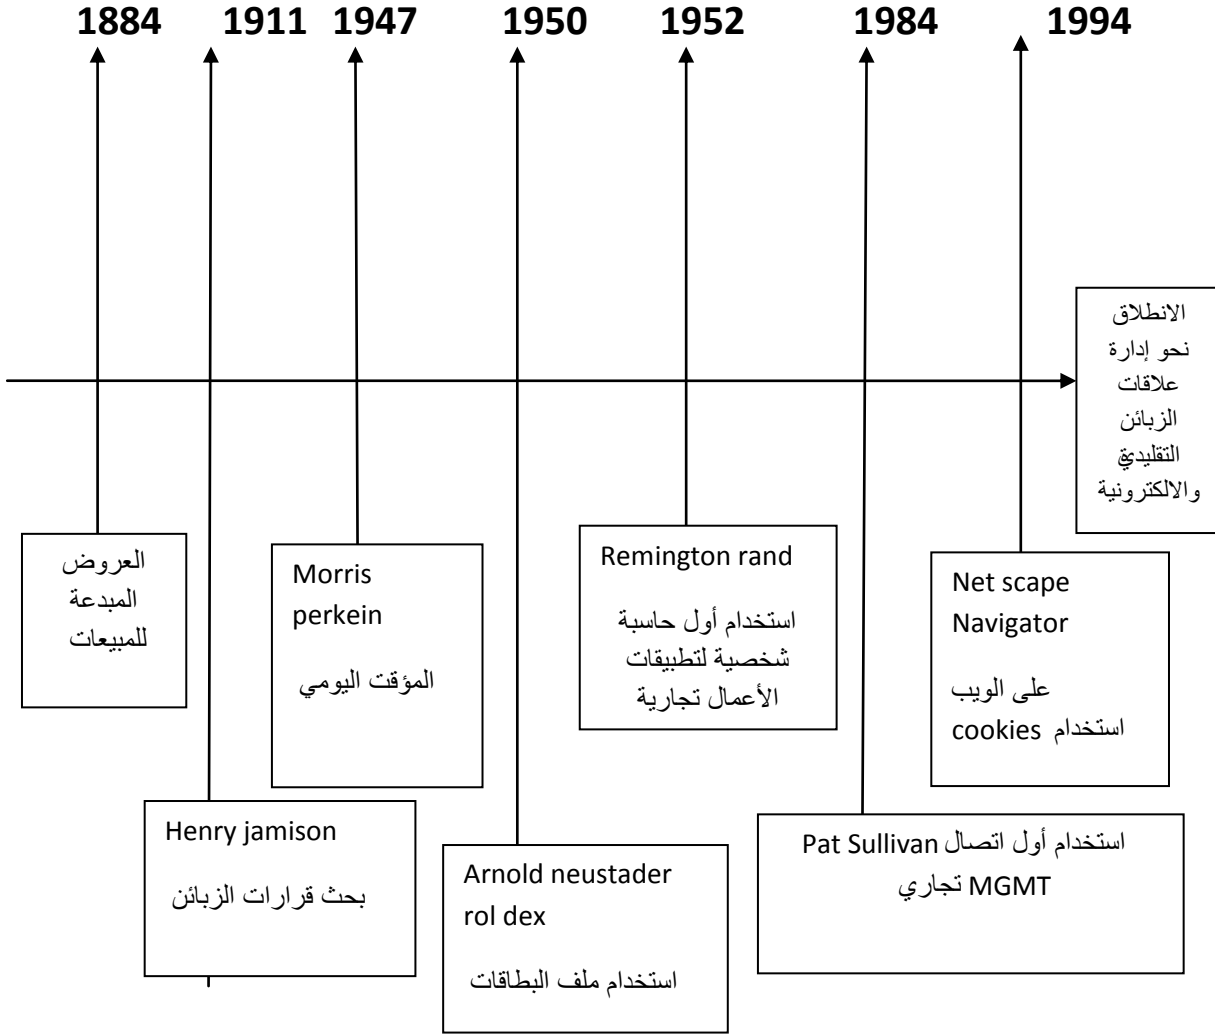 1884 1911 1947 1950 1952 1984 1994
الانطلاق
نحو إدارة
علاقات
الزبائن
التقليدية
والالكترونية
العروض
المبدعة
للمبيعات
Henry jamison
بحث قرارات الزبائن
Morris
perkein
المؤقت اليومي
Arnold neustader
rol dex
استخدام ملف البطاقات
Remington rand
استخدام أول حاسبة
شخصية لتطبيقات
الأعمال تجارية
Pat Sullivan استخدام أول اتصال
MGMT تجاري
Net scape
Navigator
على الويب
استخدام cookies